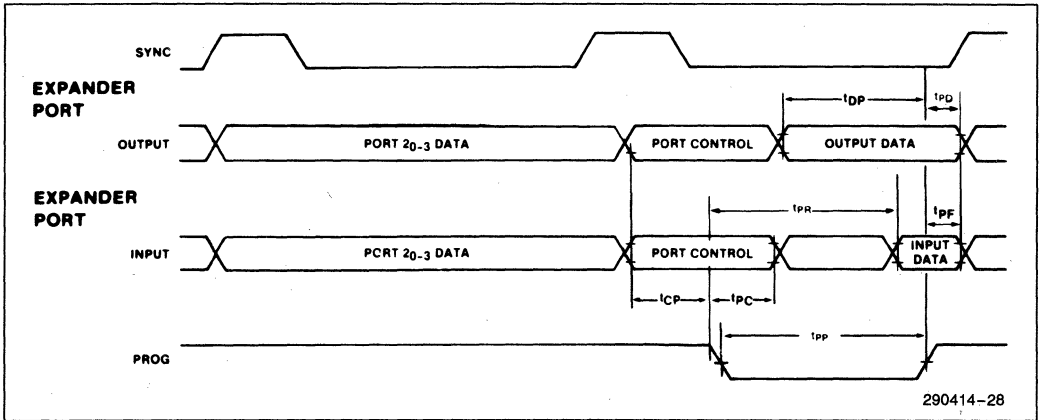 SYNC
EXPANDER
PORT
tDP
tPD
OUTPUT
PORT 20-3 DATA
PORT CONTROL
OUTPUT DATA
EXPANDER
PORT
tPR
tPF
INPUT
PCRT 20-3 DATA
PORT CONTROL
INPUT
DATA
tCP
tPC
tPP
PROG
290414-28